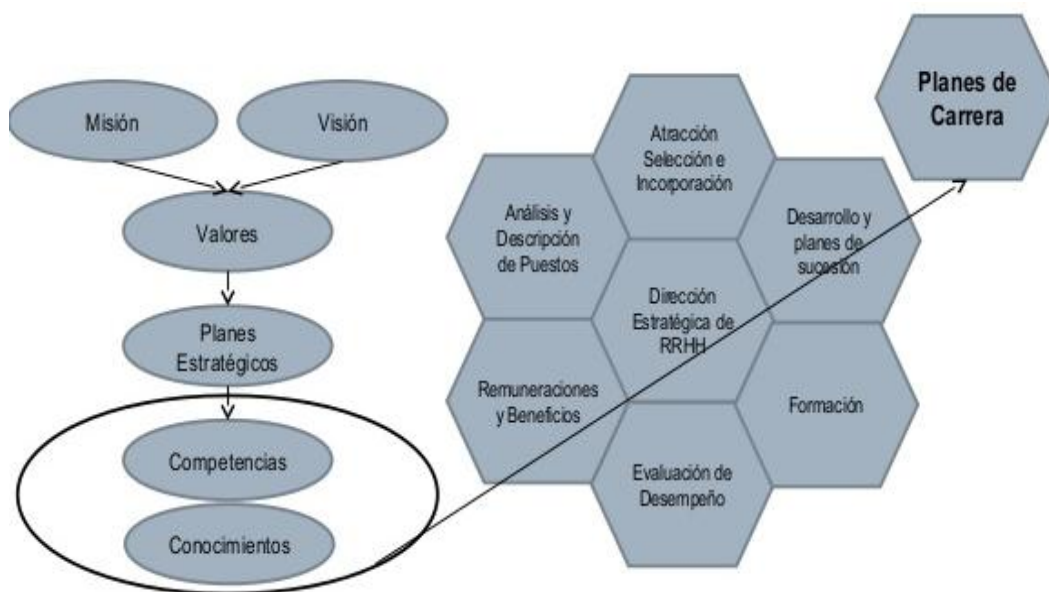 Misión
Visión
Valores
Planes
Estratégicos
Competencias
Conocimientos
Atracción
Selección e
Incorporación
Análisis y
Descripción
de Puestos
Desarrollo y
planes de
sucesión
Dirección
Estratégica de
RRHH
Remuneraciones
y Beneficios
Formación
Evaluación de
Desempeño
Planes de
Carrera